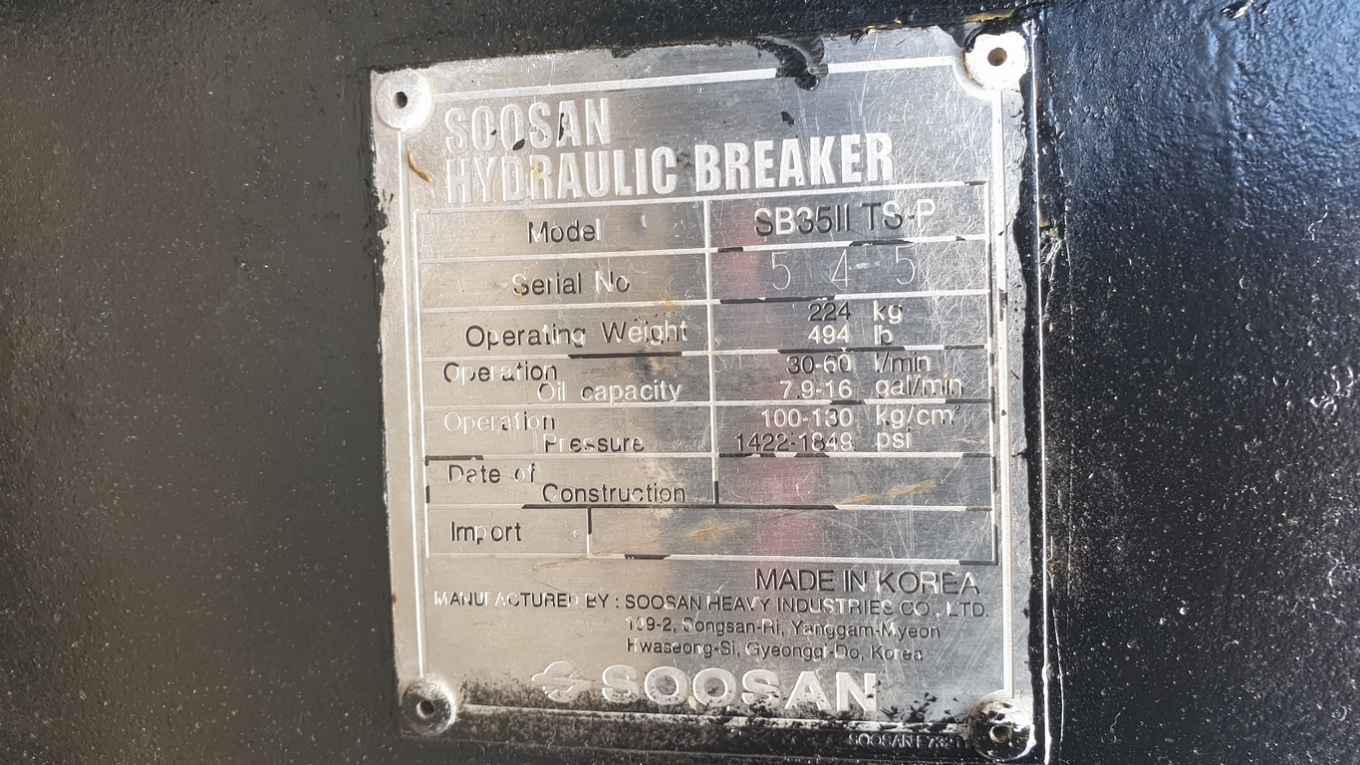 SOOSAN
HYDRAULIC BREAKER
Model SB35II TS-P
Serial No 5 4 5
Operating Weight 224 kg
494 lb
Operation Oil capacity 30-60 l/min
7.9-16 gal/min
Operation Pressure 100-130 kg/cm²
1422-1849 psi
Date of Construction
Import
MADE IN KOREA
MANUFACTURED BY : SOOSAN HEAVY INDUSTRIES CO., LTD.
109-2, Songsan-Ri, Yanggam-Myeon
Hwaseong-Si, Gyeonggi-Do, Korea
SOOSAN
SOOSAN